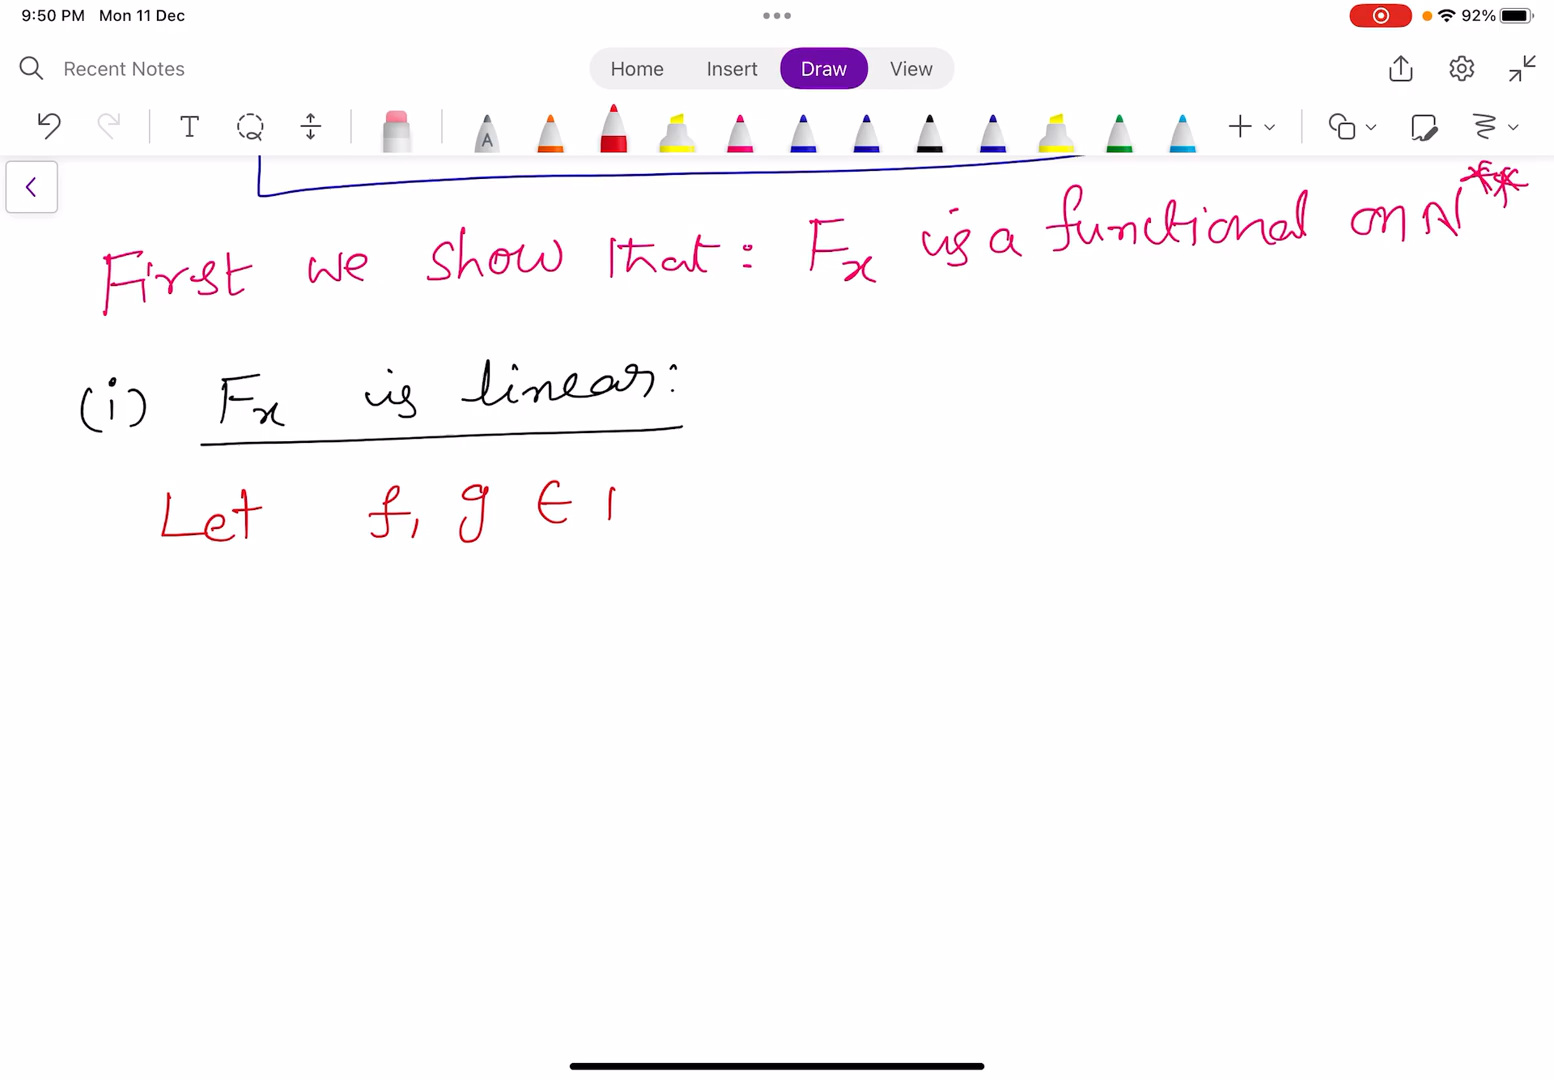 9:50 PM Mon 11 Dec
92%
Recent Notes
Home Insert Draw View
T
A
First we show that : Fₓ is a functional on N**
(i) Fₓ is linear:
Let f, g ∈